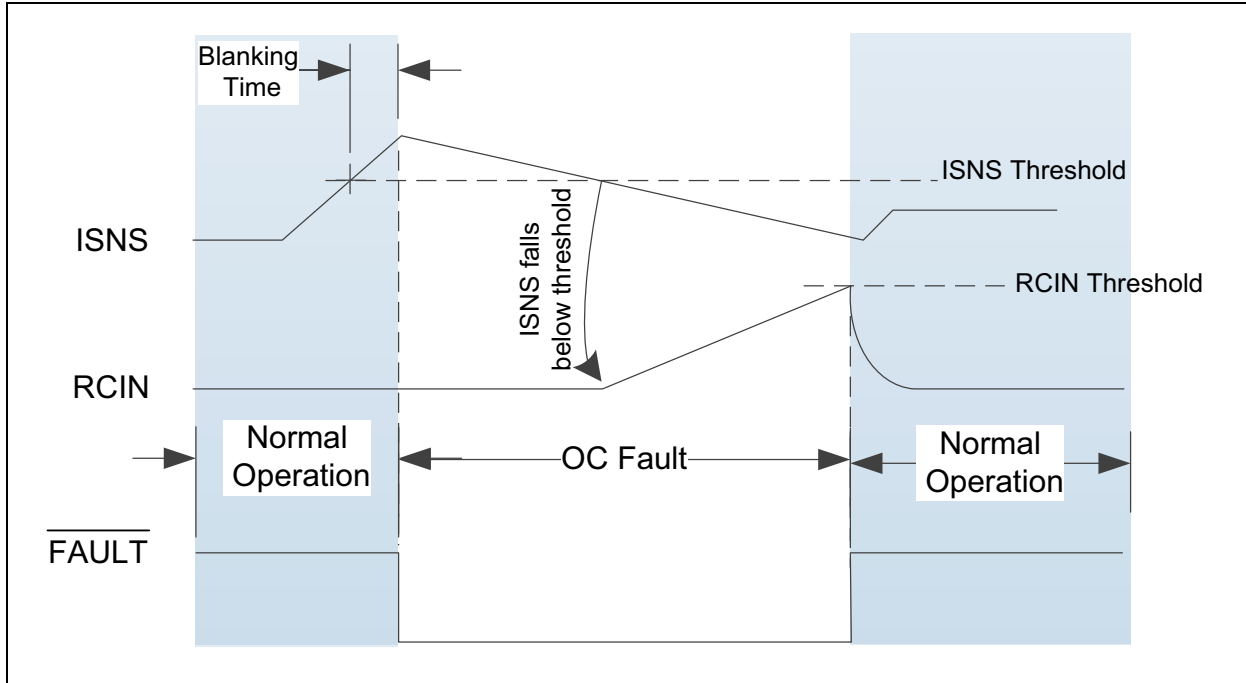 Blanking
Time
ISNS Threshold
ISNS
ISNS falls
below threshold
RCIN Threshold
RCIN
Normal
Operation
OC Fault
Normal
Operation
FAULT